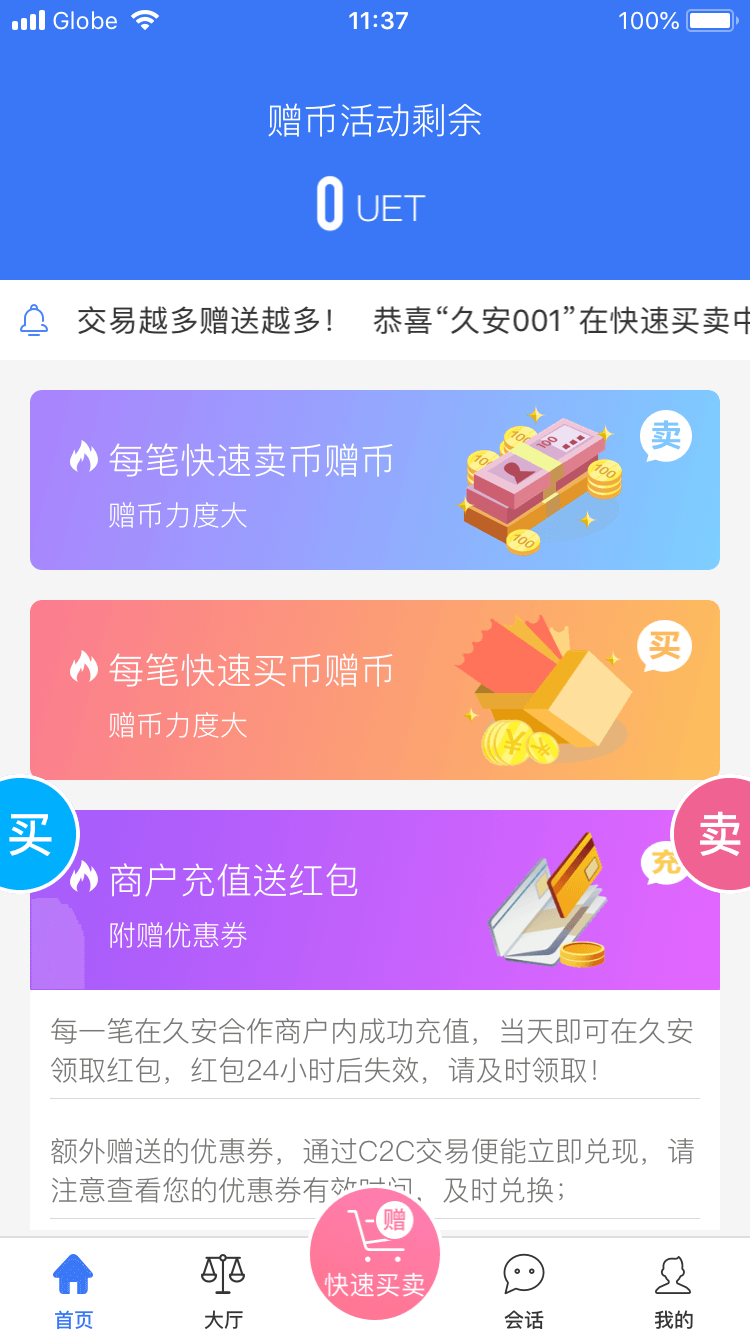 Globe 11:37 100%
赠币活动剩余
0 UET
交易越多赠送越多！ 恭喜“久安001”在快速买卖中
每笔快速卖币赠币
赠币力度大
卖
100
100
100
100
100
每笔快速买币赠币
赠币力度大
买
买
卖
商户充值送红包
附赠优惠券
充
每一笔在久安合作商户内成功充值，当天即可在久安
领取红包，红包24小时后失效，请及时领取！
额外赠送的优惠券，通过C2C交易便能立即兑现，请
注意查看您的优惠券有效时间，及时兑换；
赠
快速买卖
首页
大厅
会话
我的